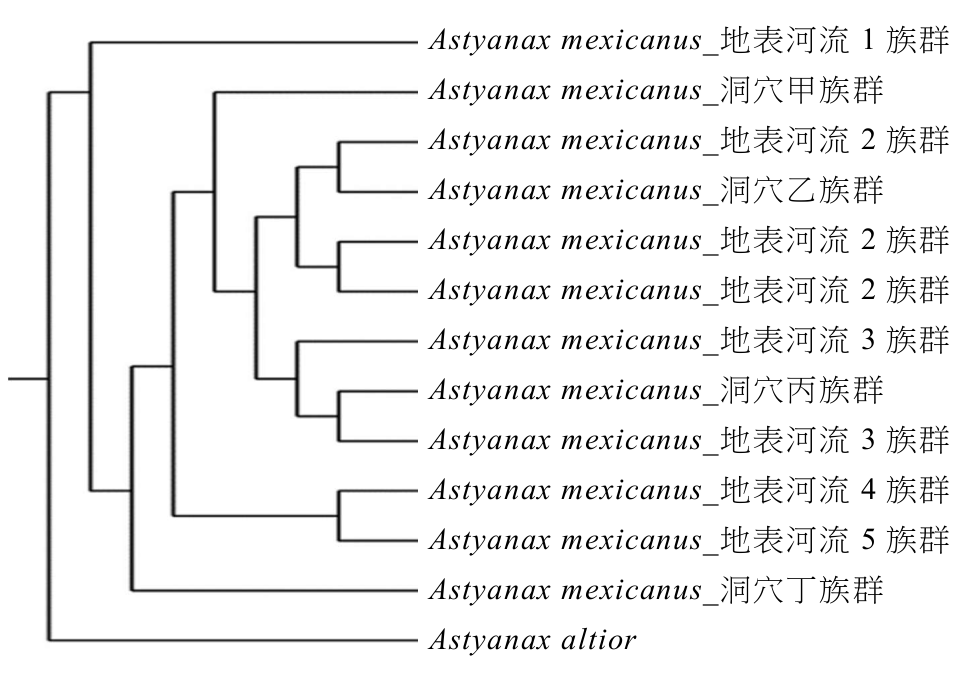 Astyanax mexicanus_地表河流 1 族群
Astyanax mexicanus_洞穴甲族群
Astyanax mexicanus_地表河流 2 族群
Astyanax mexicanus_洞穴乙族群
Astyanax mexicanus_地表河流 2 族群
Astyanax mexicanus_地表河流 2 族群
Astyanax mexicanus_地表河流 3 族群
Astyanax mexicanus_洞穴丙族群
Astyanax mexicanus_地表河流 3 族群
Astyanax mexicanus_地表河流 4 族群
Astyanax mexicanus_地表河流 5 族群
Astyanax mexicanus_洞穴丁族群
Astyanax altior